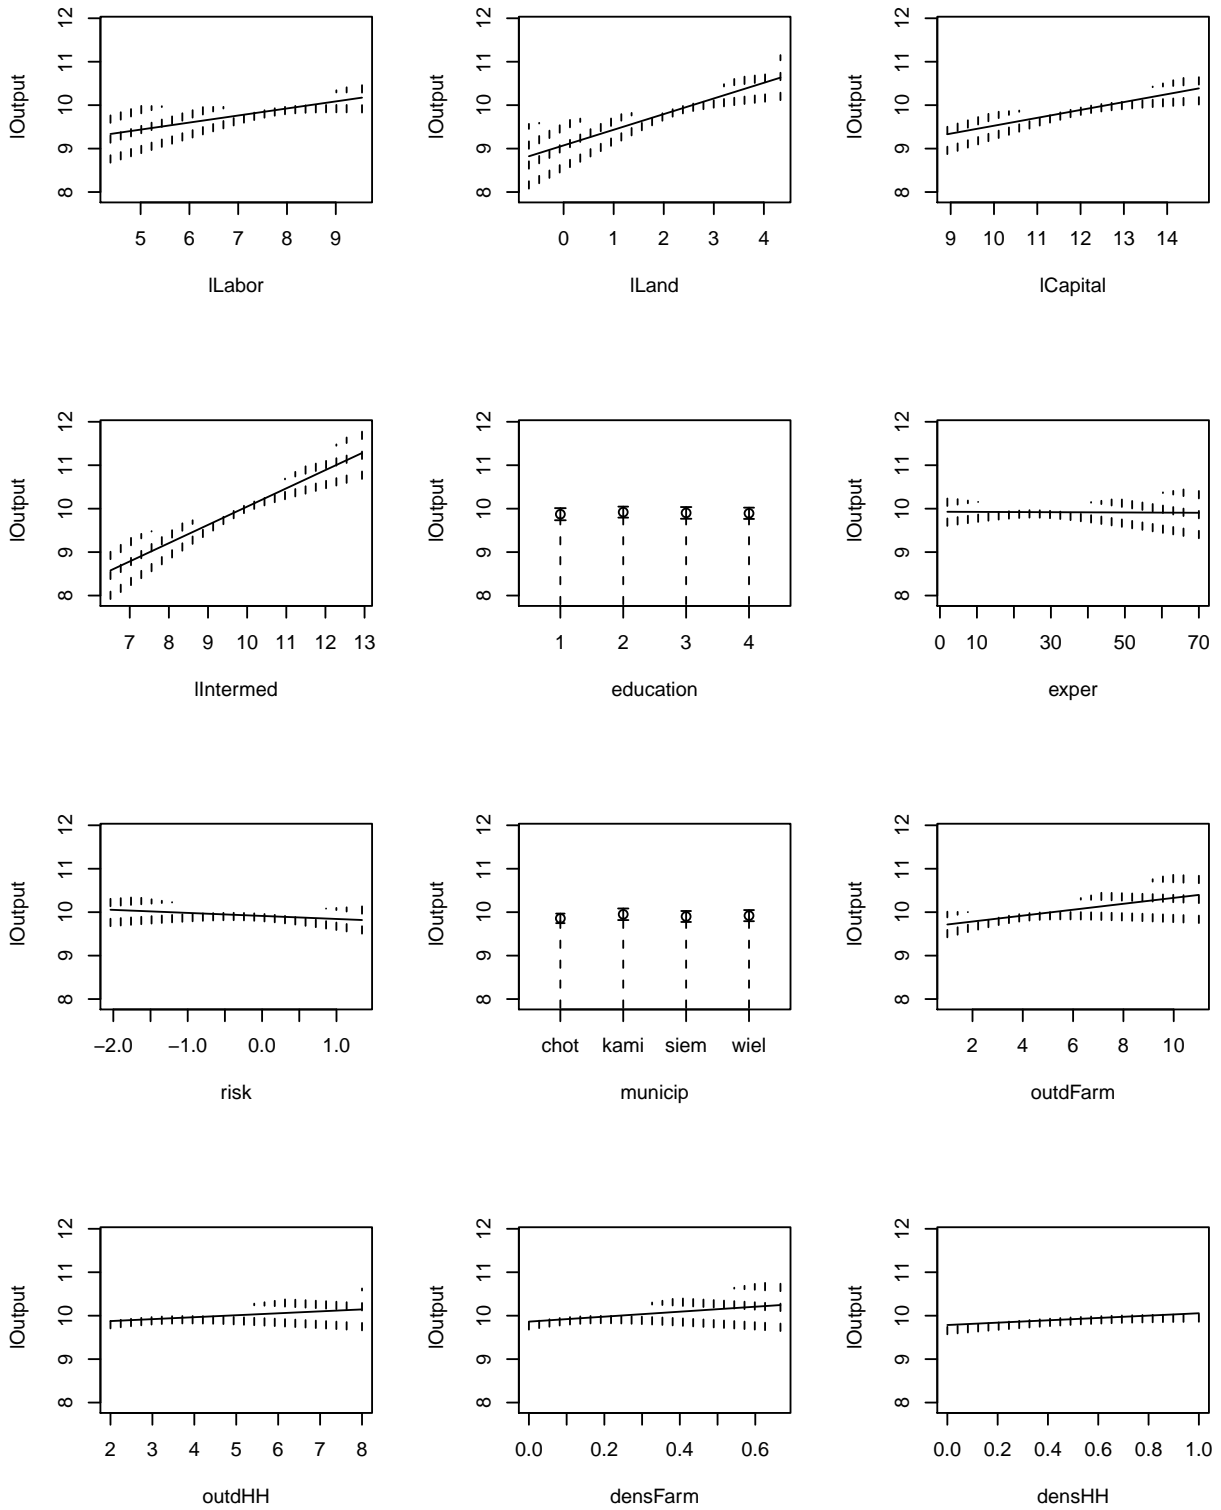 lOutput
8 9 10 11 12
5 6 7 8 9
lLabor
lOutput
8 9 10 11 12
0 1 2 3 4
lLand
lOutput
8 9 10 11 12
9 10 11 12 13 14
lCapital
lOutput
8 9 10 11 12
7 8 9 10 11 12 13
lIntermed
lOutput
8 9 10 11 12
1 2 3 4
education
lOutput
8 9 10 11 12
0 10 30 50 70
exper
lOutput
8 9 10 11 12
−2.0 −1.0 0.0 1.0
risk
lOutput
8 9 10 11 12
chot kami siem wiel
municip
lOutput
8 9 10 11 12
2 4 6 8 10
outdFarm
lOutput
8 9 10 11 12
2 3 4 5 6 7 8
outdHH
lOutput
8 9 10 11 12
0.0 0.2 0.4 0.6
densFarm
lOutput
8 9 10 11 12
0.0 0.2 0.4 0.6 0.8 1.0
densHH